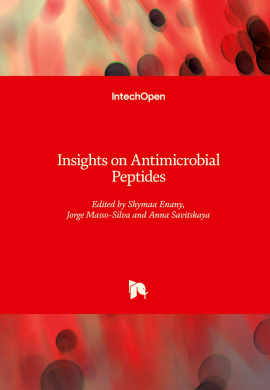 IntechOpen
Insights on Antimicrobial
Peptides
Edited by Shymaa Enany,
Jorge Masso-Silva and Anna Savitskaya